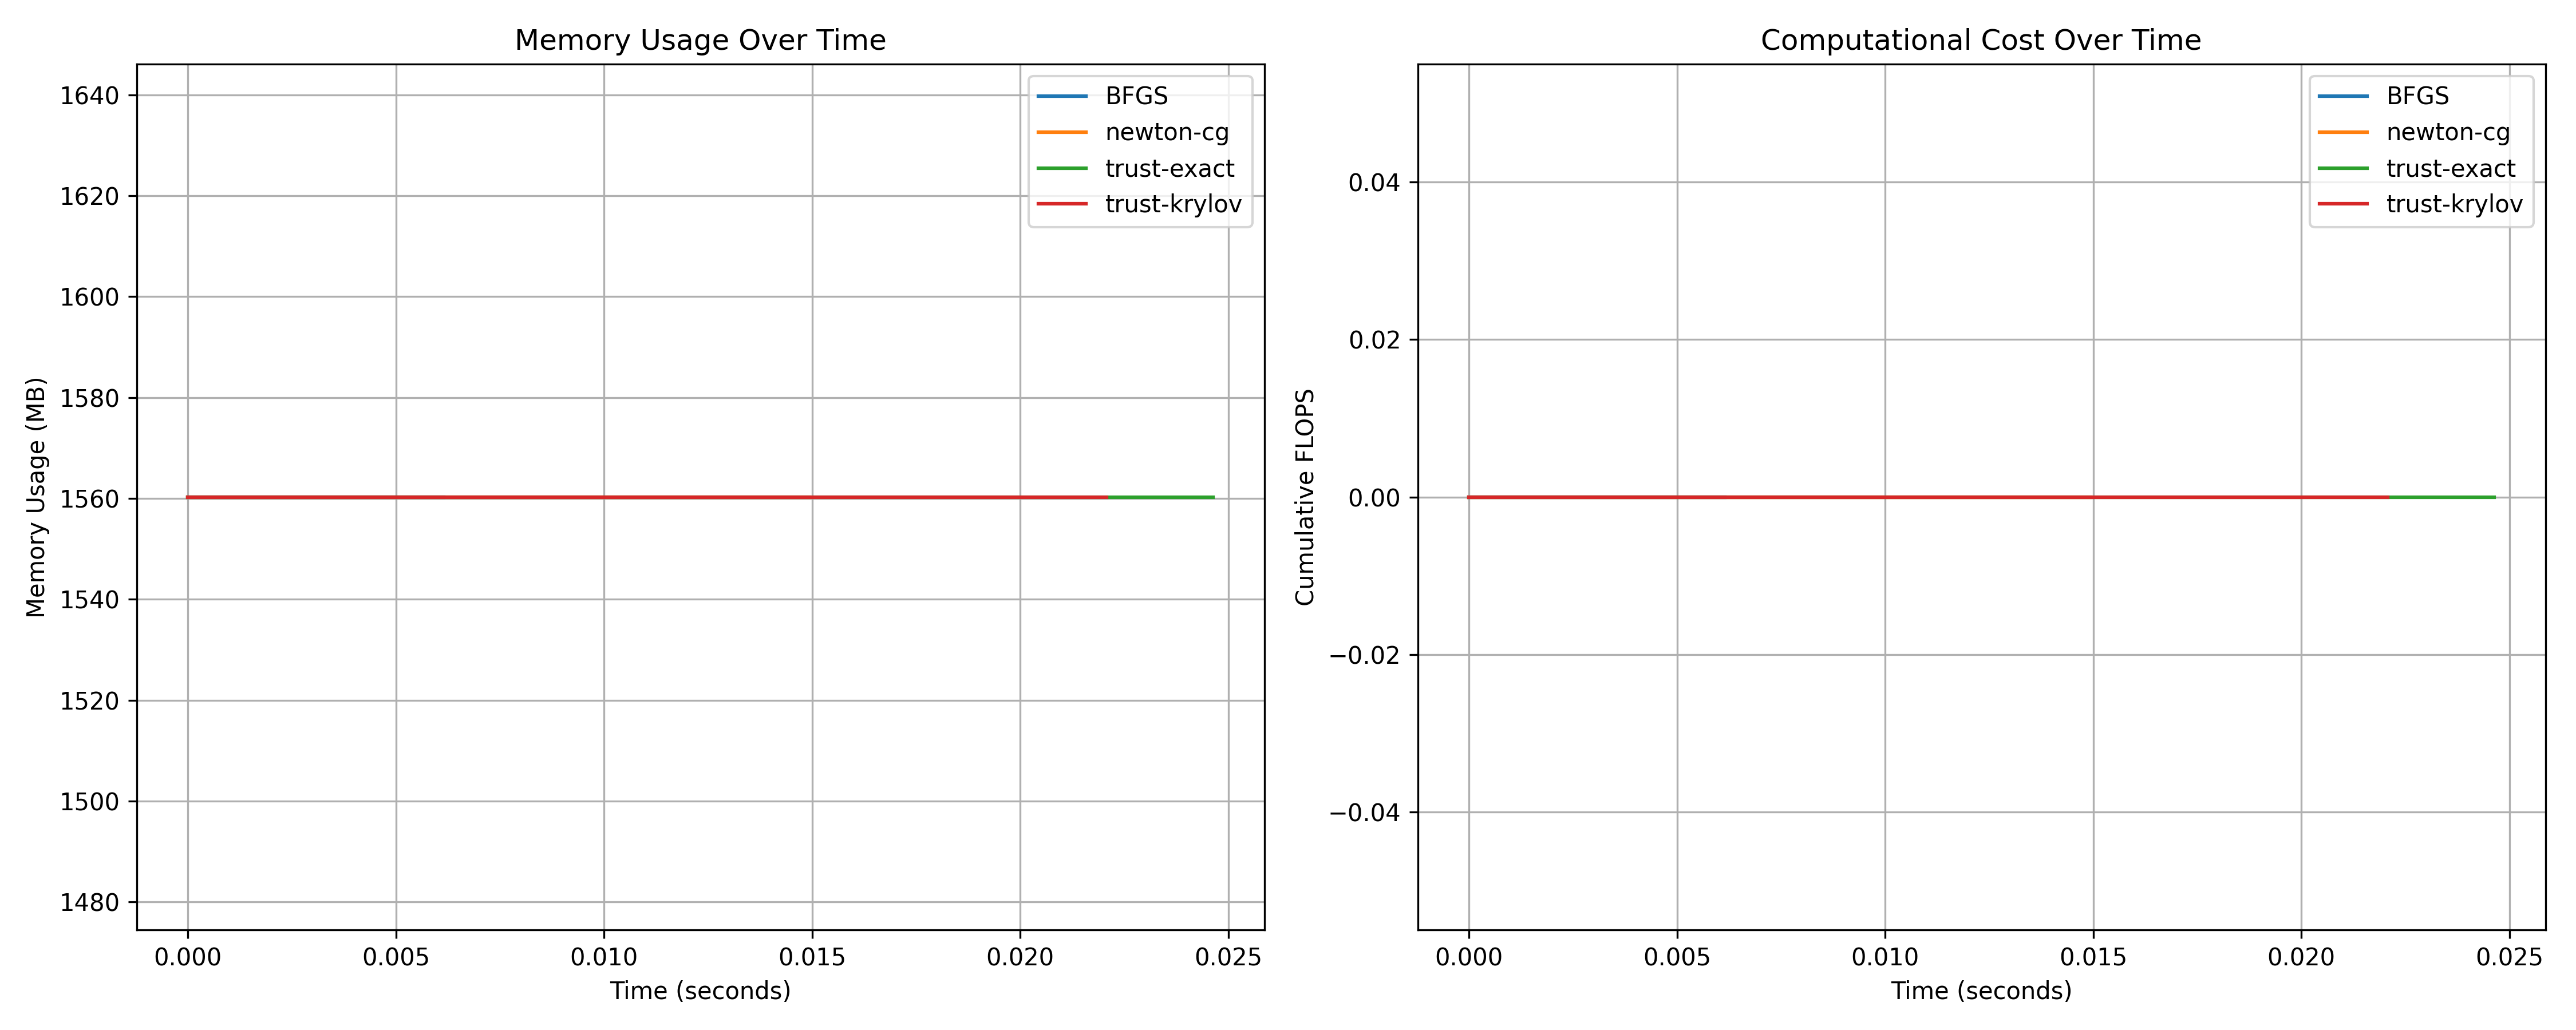 Memory Usage Over Time
Memory Usage (MB)
1640
1620
1600
1580
1560
1540
1520
1500
1480
BFGS
newton-cg
trust-exact
trust-krylov
0.000 0.005 0.010 0.015 0.020 0.025
Time (seconds)
Computational Cost Over Time
Cumulative FLOPS
0.04
0.02
0.00
−0.02
−0.04
BFGS
newton-cg
trust-exact
trust-krylov
0.000 0.005 0.010 0.015 0.020 0.025
Time (seconds)